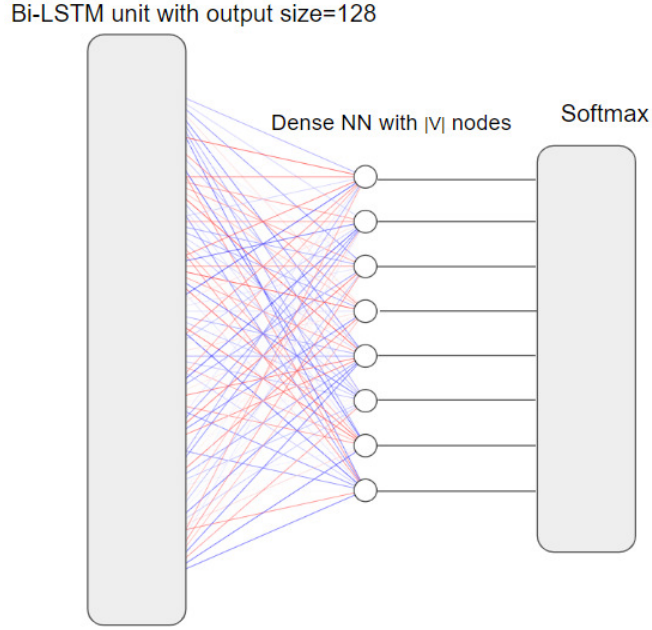 Bi-LSTM unit with output size=128
Dense NN with |V| nodes
Softmax